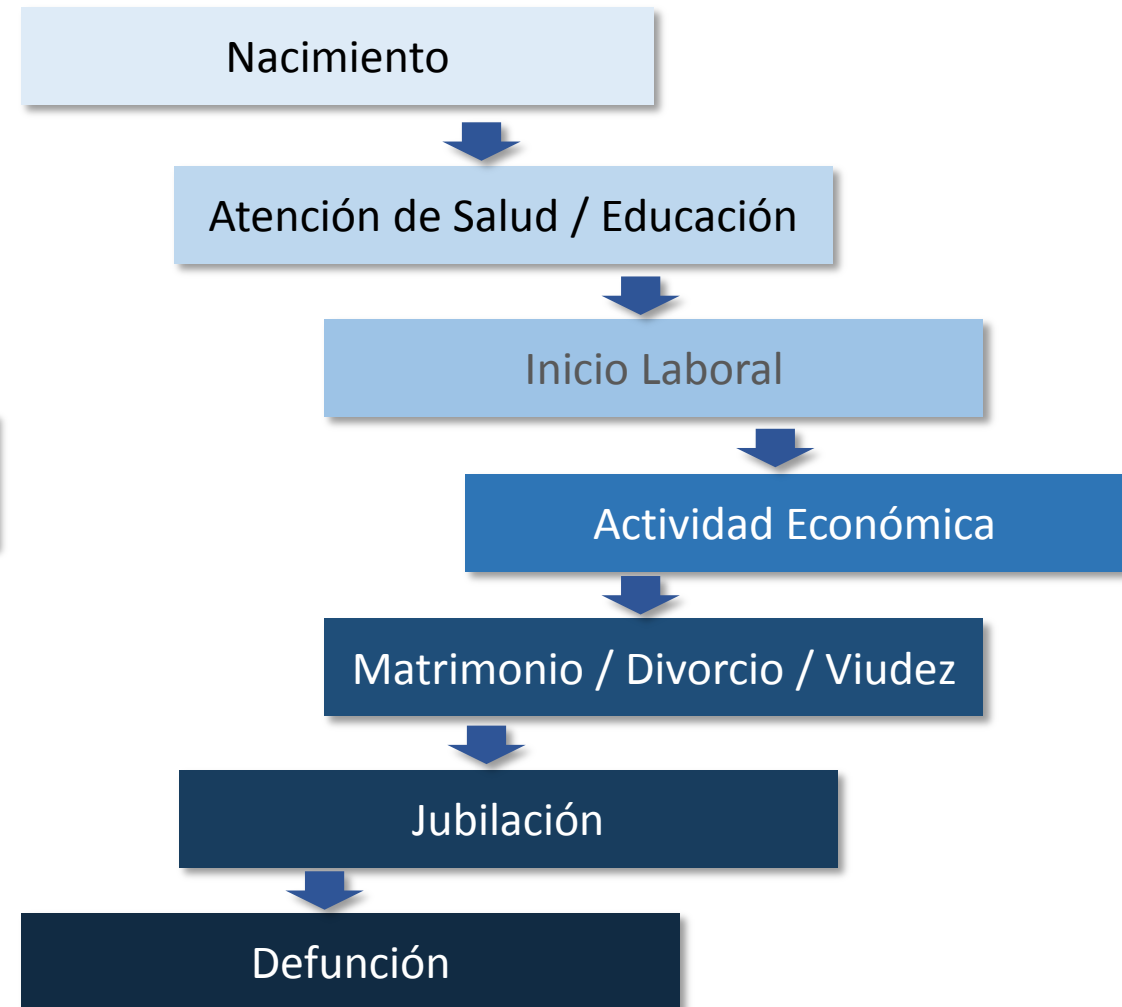 Nacimiento
Atención de Salud / Educación
Inicio Laboral
Actividad Económica
Matrimonio / Divorcio / Viudez
Jubilación
Defunción